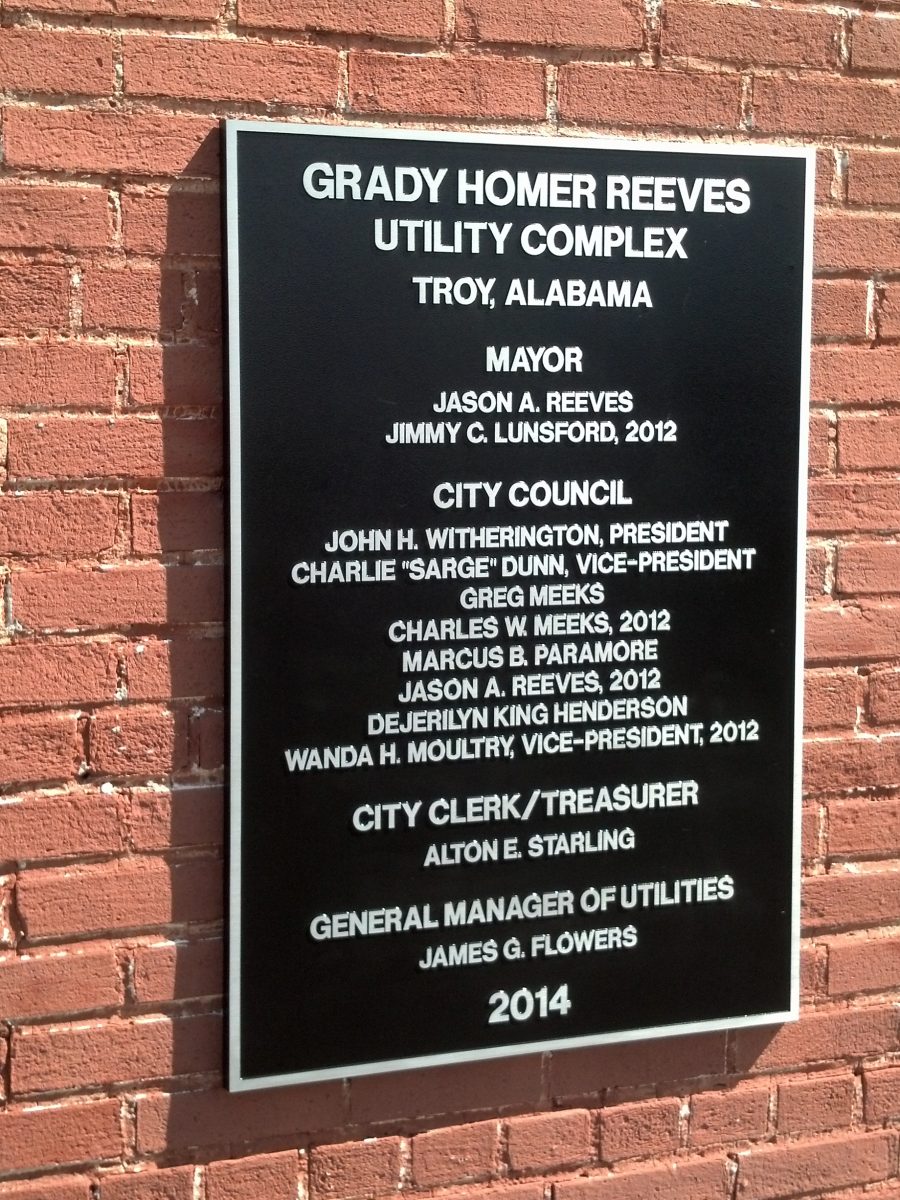 GRADY HOMER REEVES
UTILITY COMPLEX
TROY, ALABAMA
MAYOR
JASON A. REEVES
JIMMY C. LUNSFORD, 2012
CITY COUNCIL
JOHN H. WITHERINGTON, PRESIDENT
CHARLIE "SARGE" DUNN, VICE-PRESIDENT
GREG MEEKS
CHARLES W. MEEKS, 2012
MARCUS B. PARAMORE
JASON A. REEVES, 2012
DEJERILYN KING HENDERSON
WANDA H. MOULTRY, VICE-PRESIDENT, 2012
CITY CLERK/TREASURER
ALTON E. STARLING
GENERAL MANAGER OF UTILITIES
JAMES G. FLOWERS
2014